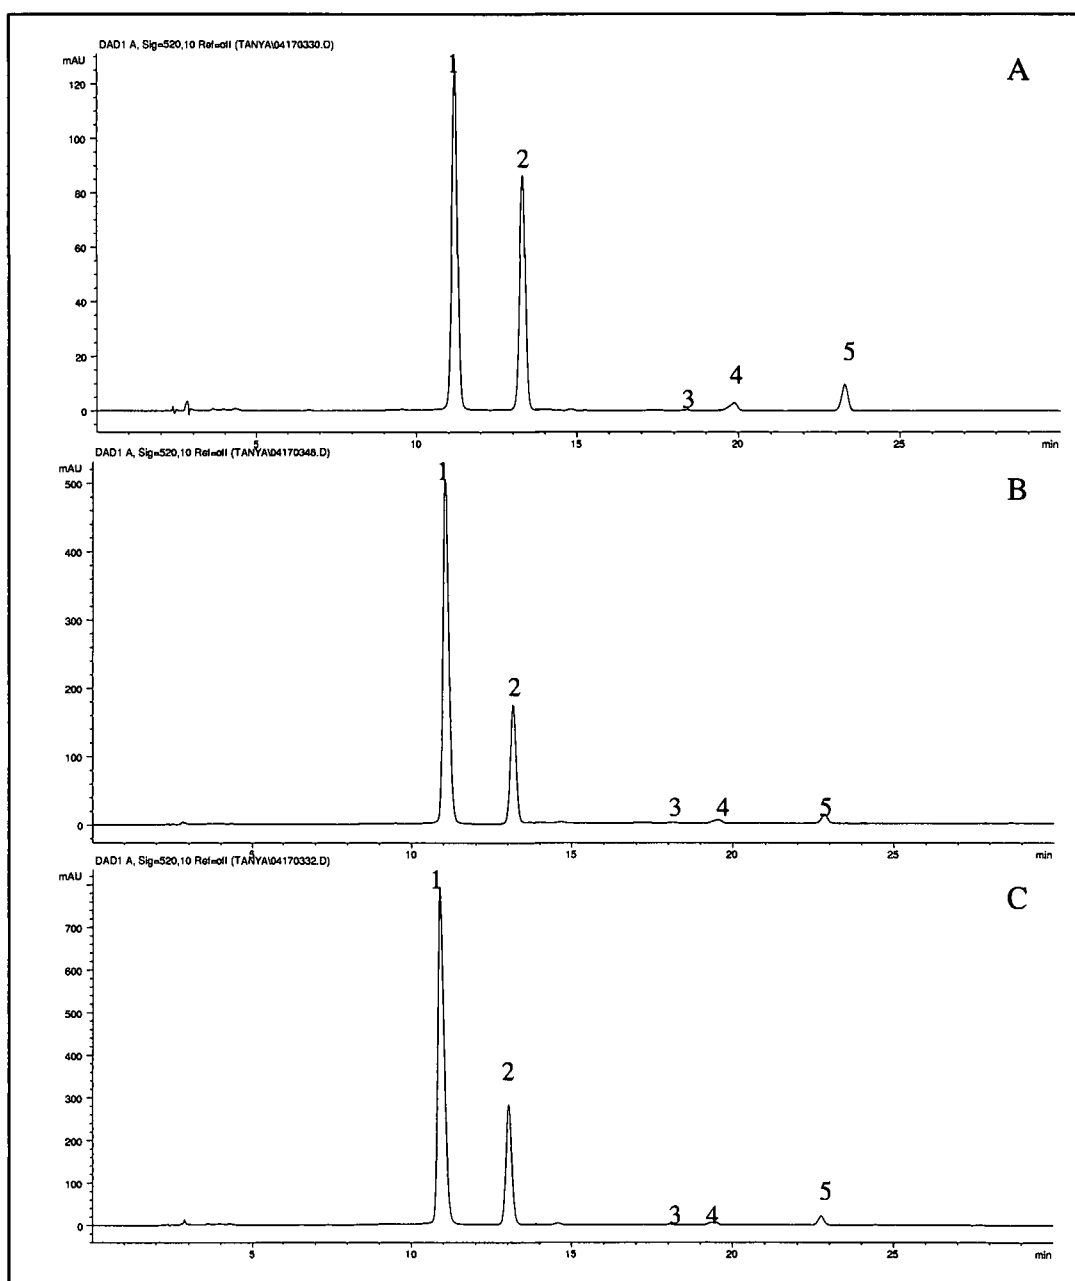 DAD1 A, Sig=520,10 Ref=off (TANYA\04170330.D)
mAU
A
1
120
100
2
80
60
40
5
20
4
3
0
5 10 15 20 25 min
DAD1 A, Sig=520,10 Ref=off (TANYA\04170348.D)
mAU
1
B
500
400
300
2
200
100
3 4 5
0
5 10 15 20 25 min
DAD1 A, Sig=520,10 Ref=off (TANYA\04170332.D)
mAU
1
C
700
600
500
400
2
300
200
5
100
3 4
0
5 10 15 20 25 min